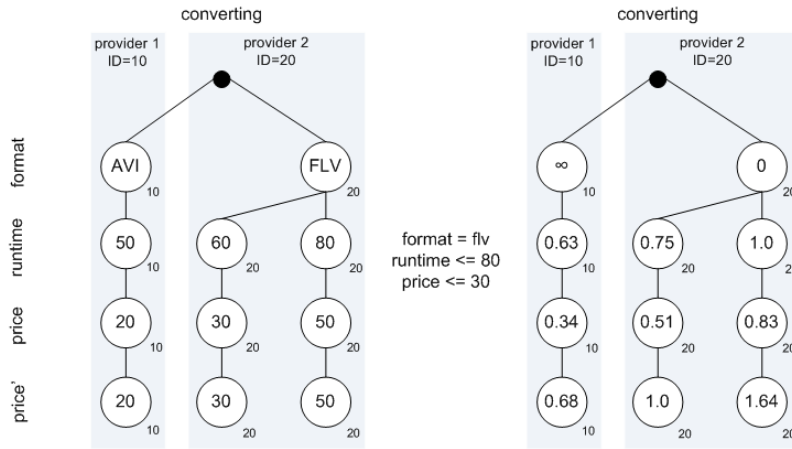 converting
provider 1
ID=10
provider 2
ID=20
format
AVI
10
FLV
20
runtime
50
10
60
20
80
20
price
20
10
30
20
50
20
price'
20
10
30
20
50
20
format = flv
runtime <= 80
price <= 30
converting
provider 1
ID=10
provider 2
ID=20
∞
10
0
20
0.63
10
0.75
20
1.0
2
0.34
10
0.51
20
0.83
20
0.68
10
1.0
20
1.64
20